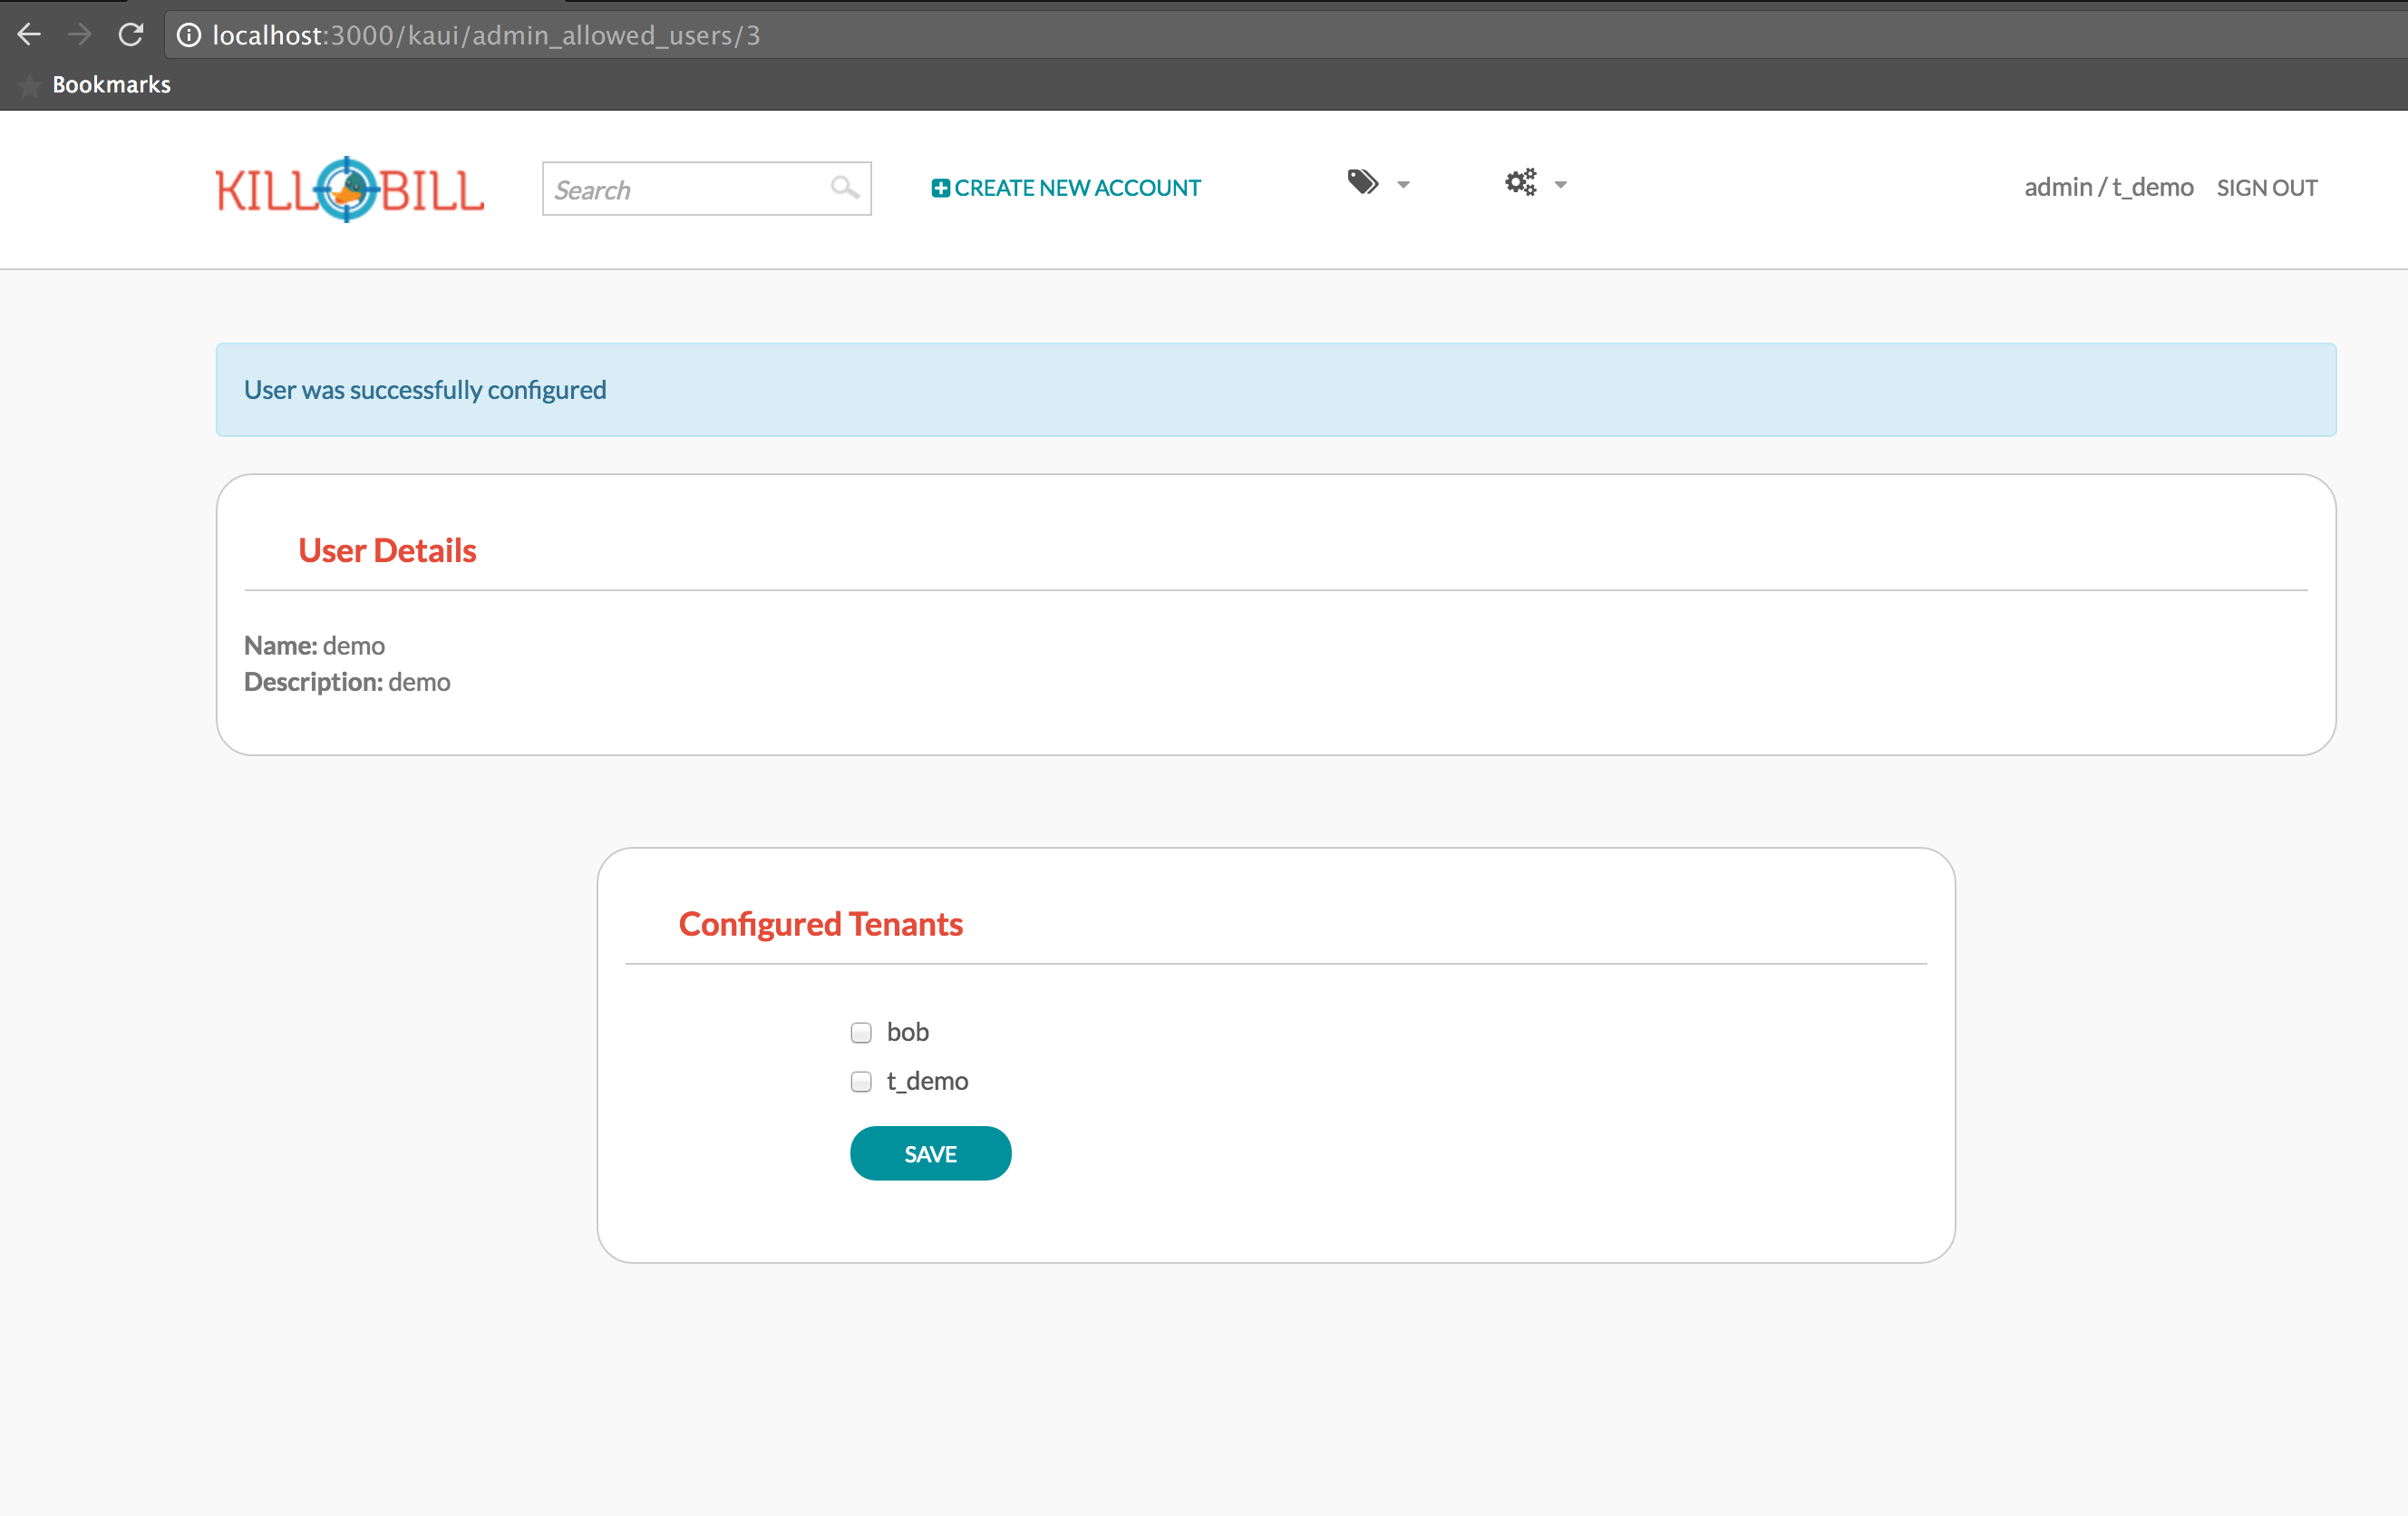 localhost:3000/kaui/admin_allowed_users/3
Bookmarks
KILL BILL
Search
CREATE NEW ACCOUNT
admin / t_demo
SIGN OUT
User was successfully configured
User Details
Name: demo
Description: demo
Configured Tenants
bob
t_demo
SAVE